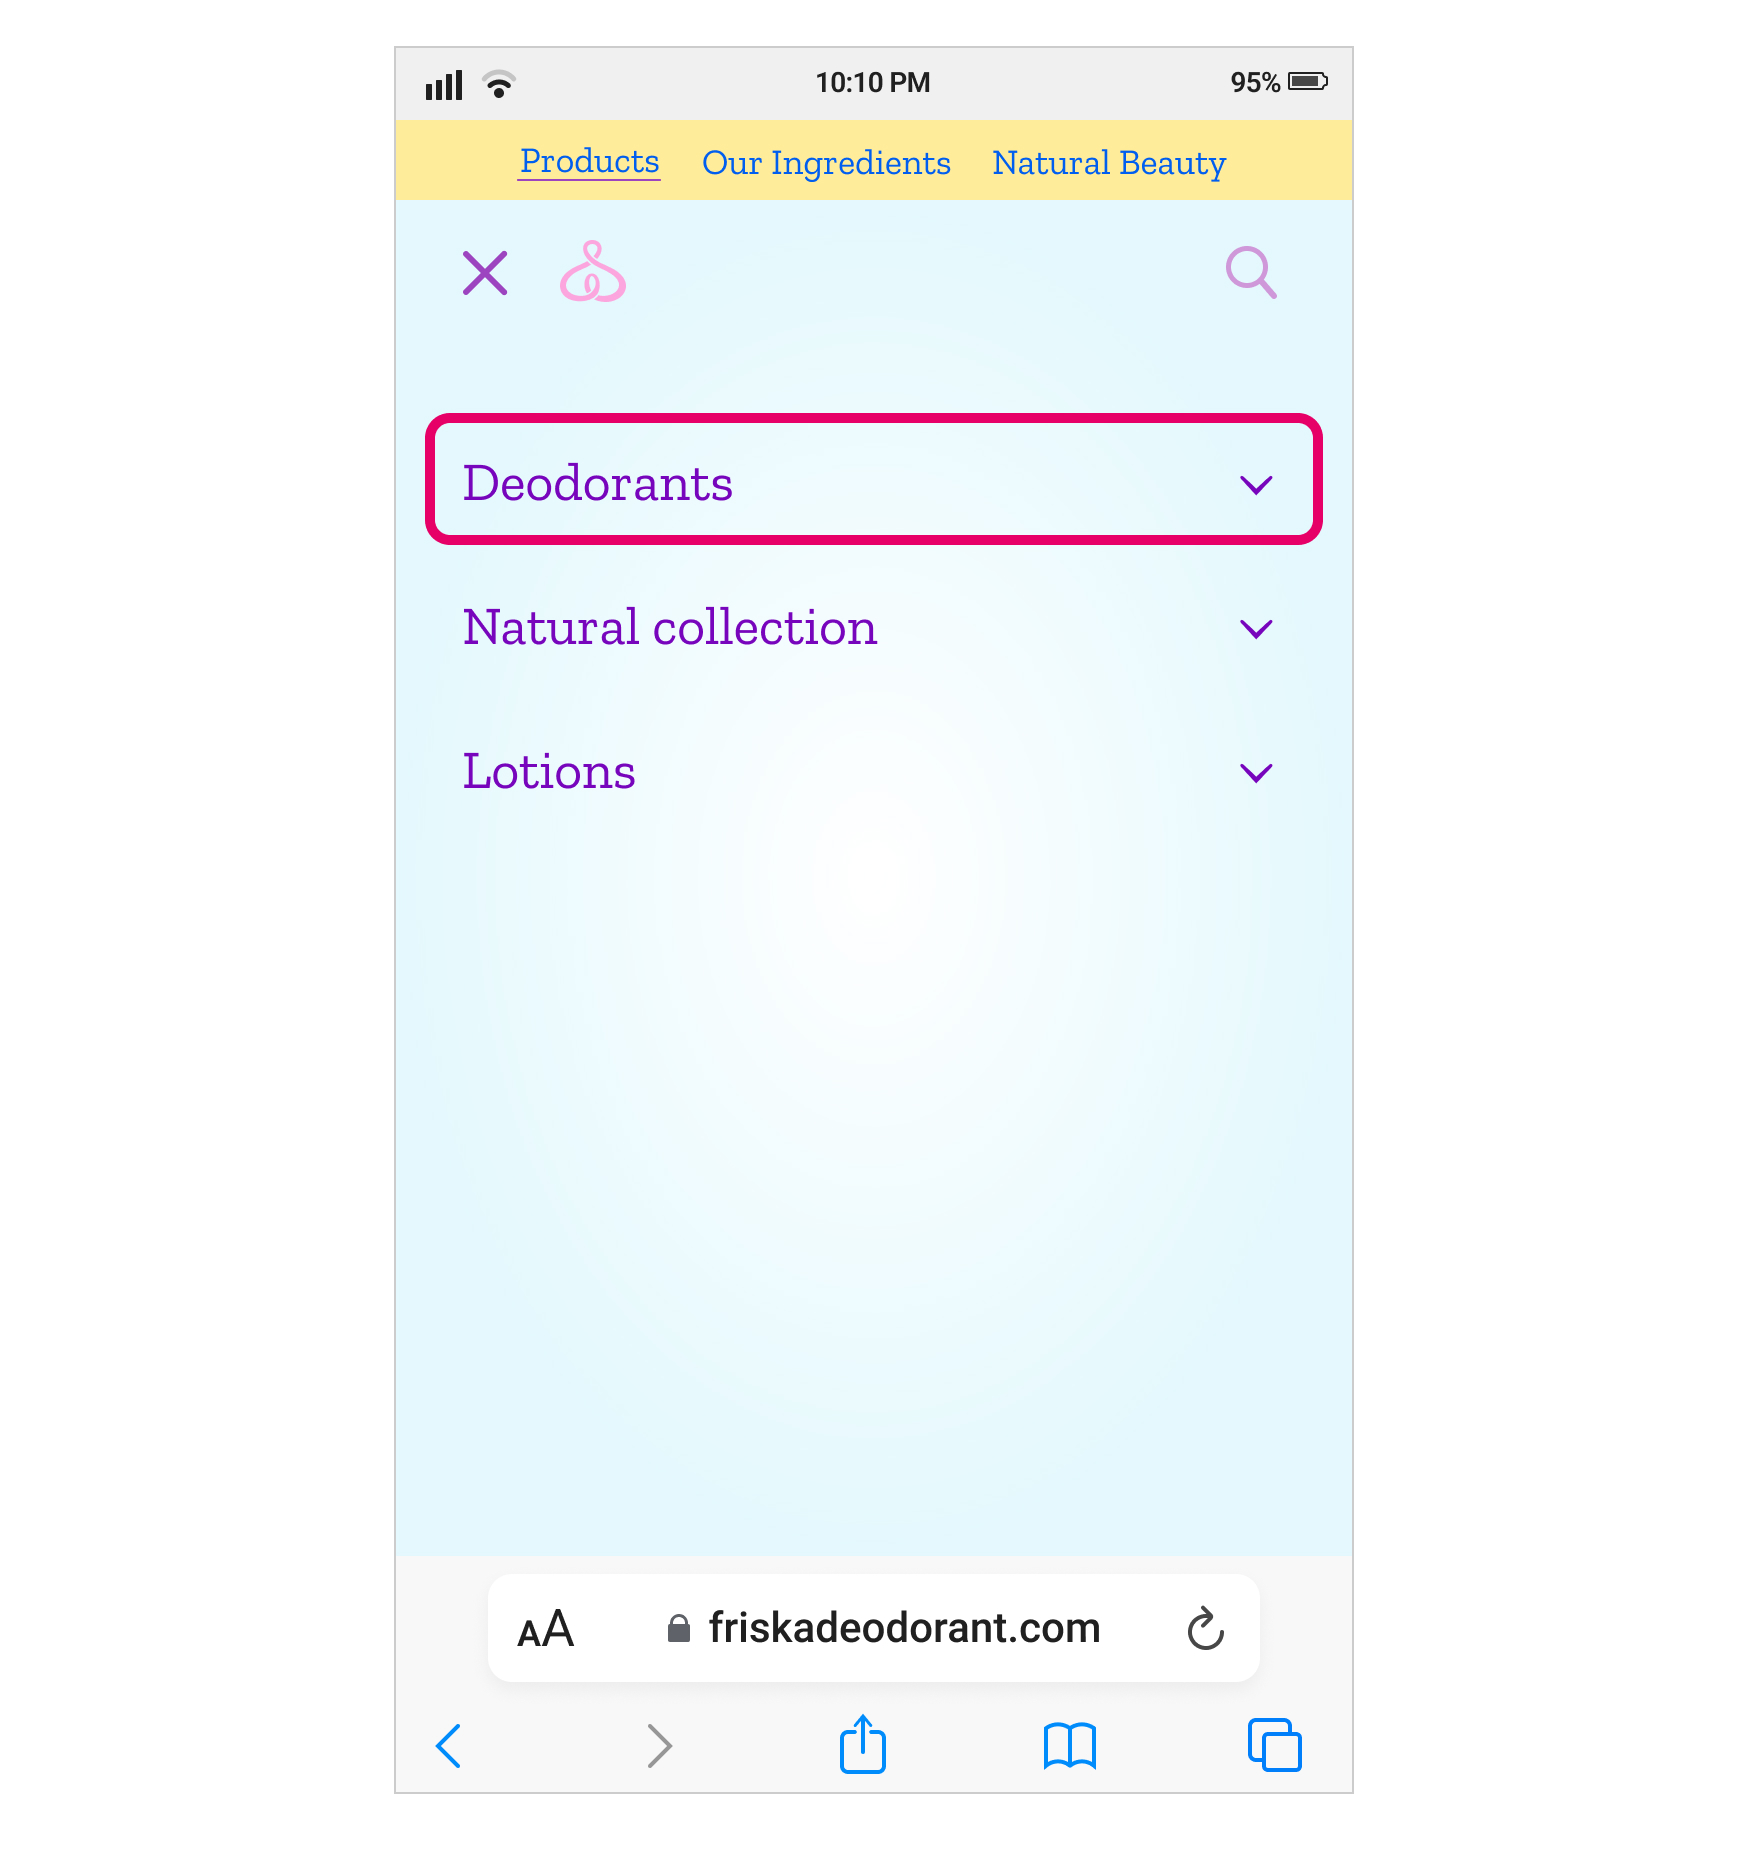 10:10 PM
95%
Products Our Ingredients Natural Beauty
Deodorants
Natural collection
Lotions
AA friskadeodorant.com